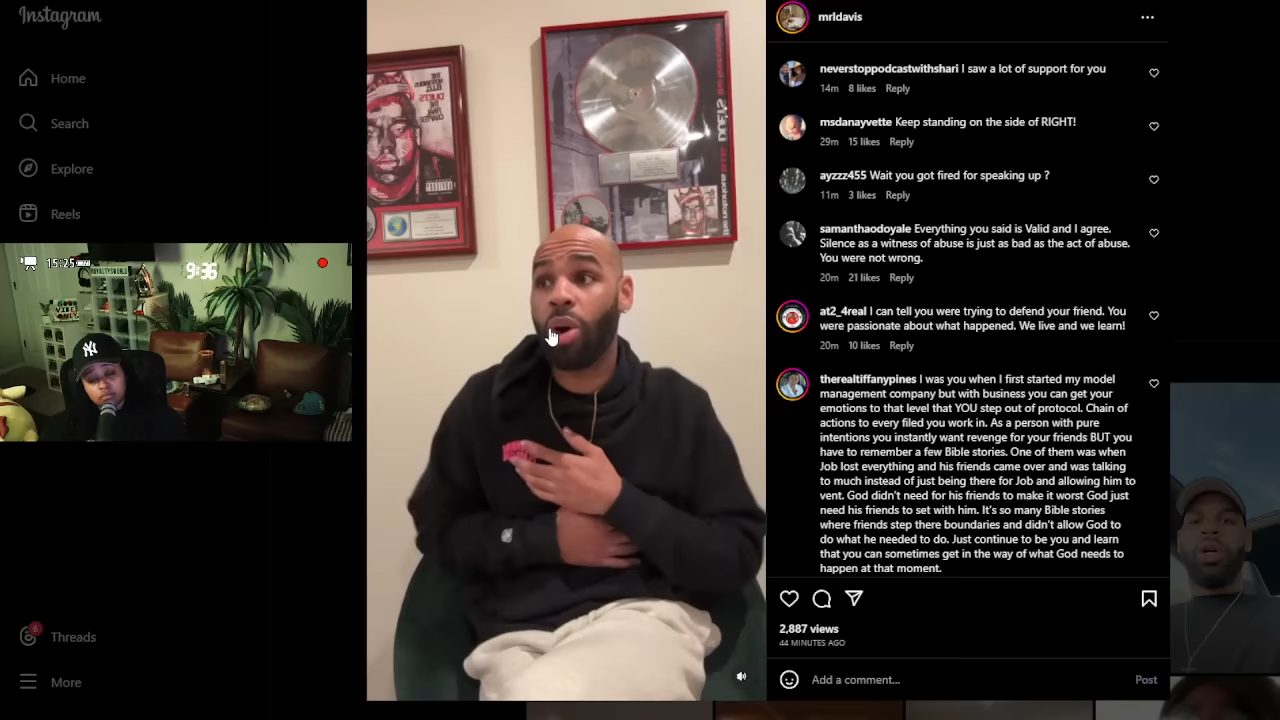 Instagram
Home
Search
Explore
Reels
15:25
9:36
ROYALTYSWORLD
GOOD
VIBES
ONLY
6
Threads
More
THE
NOTORIOUS
B.I.G.
DUETS
THE
FINAL
CHAPTER
DUETS
mrldavis
neverstoppodcastwithshari I saw a lot of support for you
14m 8 likes Reply
msdanayvette Keep standing on the side of RIGHT!
29m 15 likes Reply
ayzzz455 Wait you got fired for speaking up ?
11m 3 likes Reply
samanthaodoyale Everything you said is Valid and I agree.
Silence as a witness of abuse is just as bad as the act of abuse.
You were not wrong.
20m 21 likes Reply
at2_4real I can tell you were trying to defend your friend. You
were passionate about what happened. We live and we learn!
20m 10 likes Reply
therealtiffanypines I was you when I first started my model
management company but with business you can get your
emotions to that level that YOU step out of protocol. Chain of
actions to every filed you work in. As a person with pure
intentions you instantly want revenge for your friends BUT you
have to remember a few Bible stories. One of them was when
Job lost everything and his friends came over and was talking
to much instead of just being there for Job and allowing him to
vent. God didn't need for his friends to make it worst God just
need his friends to set with him. It's so many Bible stories
where friends step there boundaries and didn't allow God to
do what he needed to do. Just continue to be you and learn
that you can sometimes get in the way of what God needs to
happen at that moment.
2,887 views
44 MINUTES AGO
Add a comment...
Post